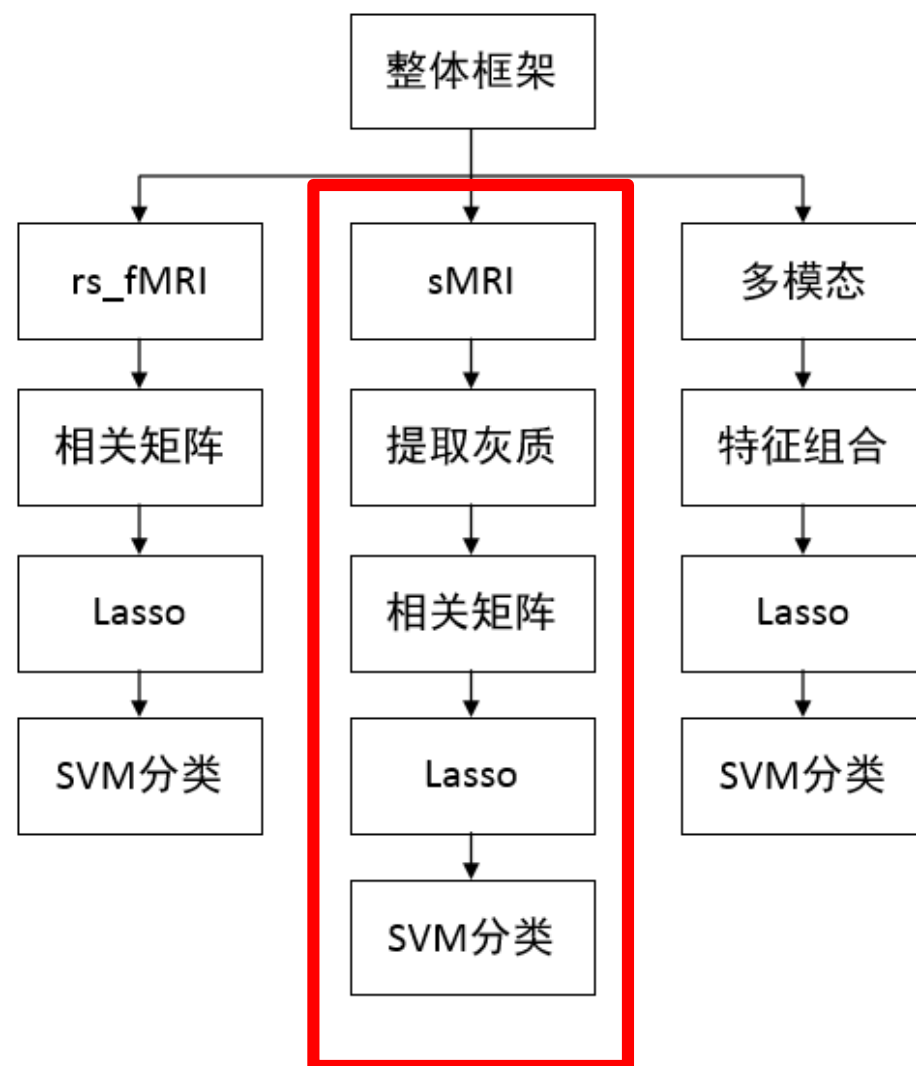 整体框架
rs_fMRI
sMRI
多模态
相关矩阵
提取灰质
特征组合
Lasso
相关矩阵
Lasso
SVM分类
Lasso
SVM分类
SVM分类